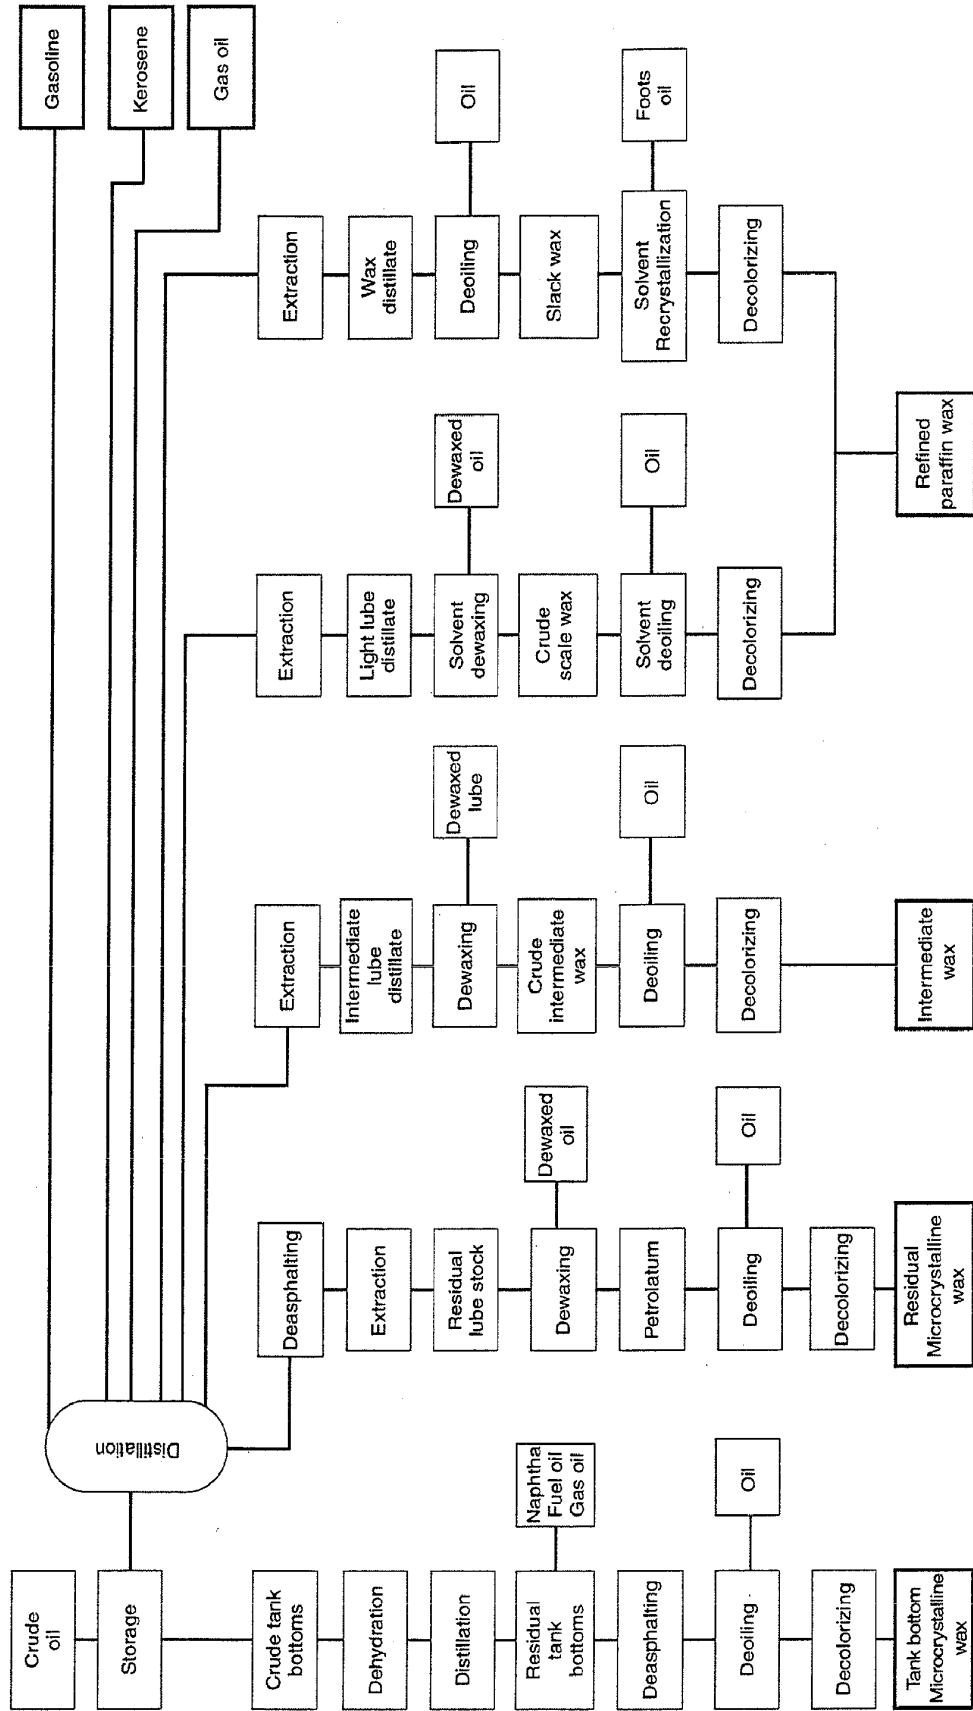 Crude
oil
Storage
Distillation
Gasoline
Kerosene
Gas oil
Crude tank
bottoms
Dehydration
Distillation
Residual
tank
bottoms
Naphtha
Fuel oil
Gas oil
Deasphalting
Deoiling
Oil
Decolorizing
Tank bottom
Microcrystalline
wax
Deasphalting
Extraction
Residual
lube stock
Dewaxing
Dewaxed
oil
Petrolatum
Deoiling
Oil
Decolorizing
Residual
Microcrystalline
wax
Extraction
Intermediate
lube
distillate
Dewaxing
Dewaxed
lube
Crude
intermediate
wax
Deoiling
Oil
Decolorizing
Intermediate
wax
Extraction
Light lube
distillate
Solvent
dewaxing
Dewaxed
oil
Crude
scale wax
Solvent
deoiling
Oil
Decolorizing
Extraction
Wax
distillate
Deoiling
Oil
Slack wax
Solvent
Recrystallization
Foots
oil
Decolorizing
Refined
paraffin wax